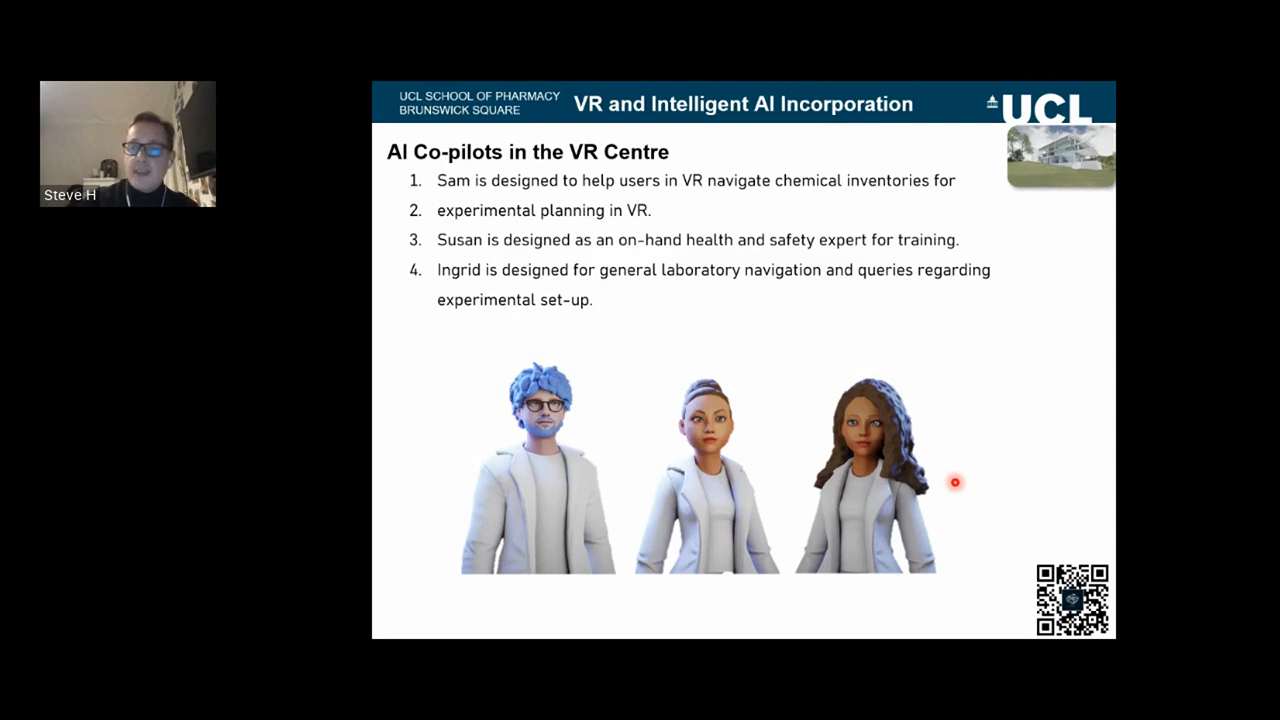 Steve H
UCL SCHOOL OF PHARMACY
BRUNSWICK SQUARE
VR and Intelligent AI Incorporation
UCL
AI Co-pilots in the VR Centre
1. Sam is designed to help users in VR navigate chemical inventories for
2. experimental planning in VR.
3. Susan is designed as an on-hand health and safety expert for training.
4. Ingrid is designed for general laboratory navigation and queries regarding
experimental set-up.